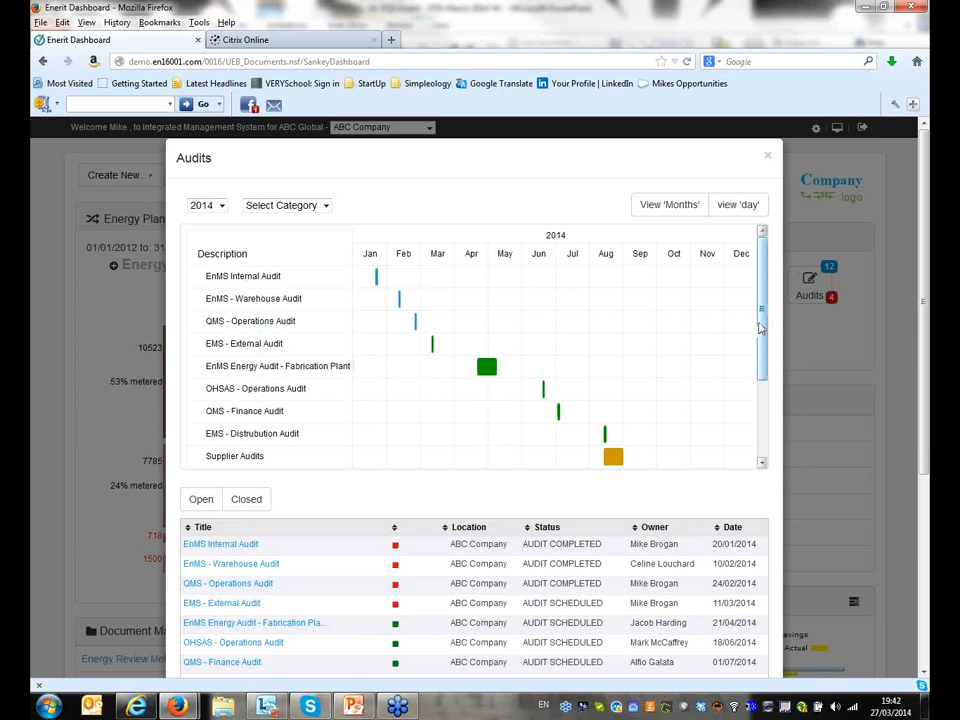 Enerit Dashboard - Mozilla Firefox
File Edit View History Bookmarks Tools Help
Enerit Dashboard × Citrix Online × +
demo.en16001.com/0016/UEB_Documents.nsf/SankeyDashboard
Google
Most Visited Getting Started Latest Headlines VERYSchool: Sign in StartUp Simpleology Google Translate Your Profile | LinkedIn Mikes Opportunities
Go
Welcome Mike , to Integrated Management System for ABC Global - ABC Company
Create New..
Audits ×
Company
logo
2014 Select Category View 'Months' view 'day'
Energy Plan
01/01/2012 to: 31
Energy
2014
Description Jan Feb Mar Apr May Jun Jul Aug Sep Oct Nov Dec
EnMS Internal Audit
EnMS - Warehouse Audit
QMS - Operations Audit
EMS - External Audit
EnMS Energy Audit - Fabrication Plant
OHSAS - Operations Audit
QMS - Finance Audit
EMS - Distrubution Audit
Supplier Audits
12
Audits 4
10523
53% metered
7785
24% metered
718
1500
Open Closed
Title Location Status Owner Date
EnMS Internal Audit ABC Company AUDIT COMPLETED Mike Brogan 20/01/2014
EnMS - Warehouse Audit ABC Company AUDIT COMPLETED Celine Louchard 10/02/2014
QMS - Operations Audit ABC Company AUDIT COMPLETED Mike Brogan 24/02/2014
EMS - External Audit ABC Company AUDIT SCHEDULED Mike Brogan 11/03/2014
EnMS Energy Audit - Fabrication Pla... ABC Company AUDIT SCHEDULED Jacob Harding 21/04/2014
OHSAS - Operations Audit ABC Company AUDIT SCHEDULED Mark McCaffrey 18/06/2014
QMS - Finance Audit ABC Company AUDIT SCHEDULED Alfio Galata 01/07/2014
Document Ma
Energy Review Met
avings
Actual
EN
19:42
27/03/2014